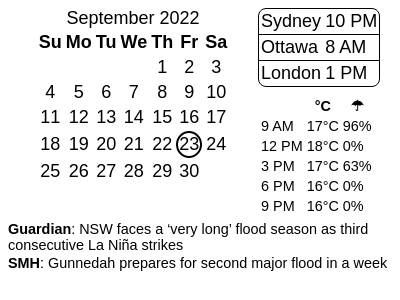 September 2022
Su Mo Tu We Th Fr Sa
1 2 3
4 5 6 7 8 9 10
11 12 13 14 15 16 17
18 19 20 21 22 23 24
25 26 27 28 29 30
Sydney 10 PM
Ottawa 8 AM
London 1 PM
°C ☂
9 AM 17°C 96%
12 PM 18°C 0%
3 PM 17°C 63%
6 PM 16°C 0%
9 PM 16°C 0%
Guardian: NSW faces a ‘very long’ flood season as third
consecutive La Niña strikes
SMH: Gunnedah prepares for second major flood in a week